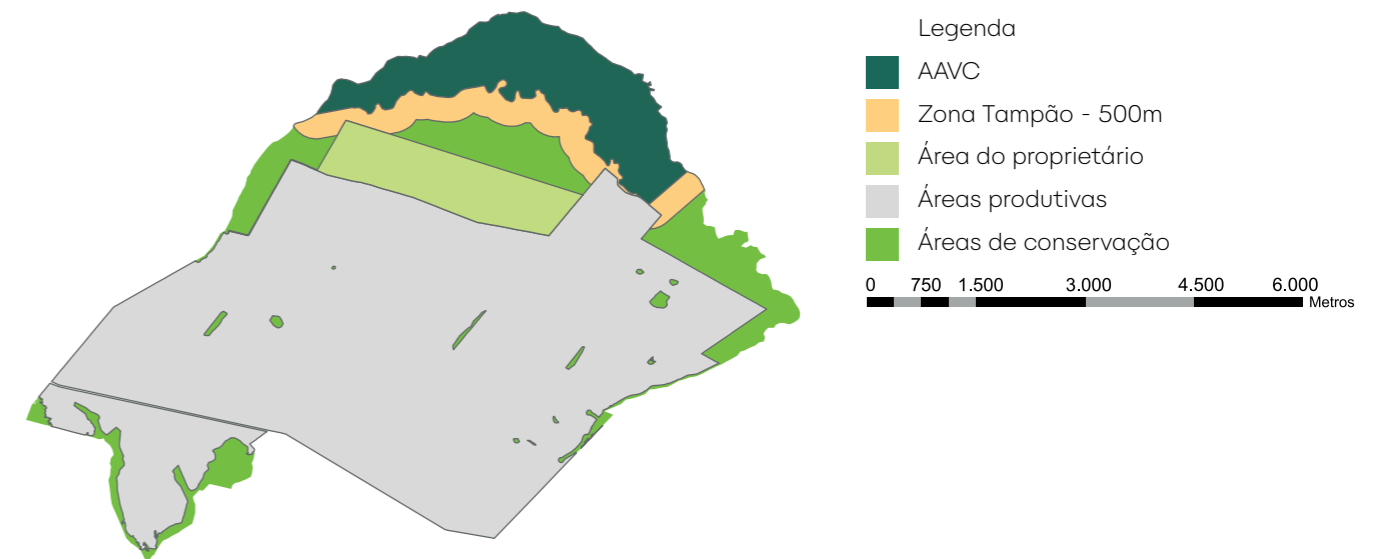 Legenda
AAVC
Zona Tampão - 500m
Área do proprietário
Áreas produtivas
Áreas de conservação
0 750 1.500 3.000 4.500 6.000
Metros